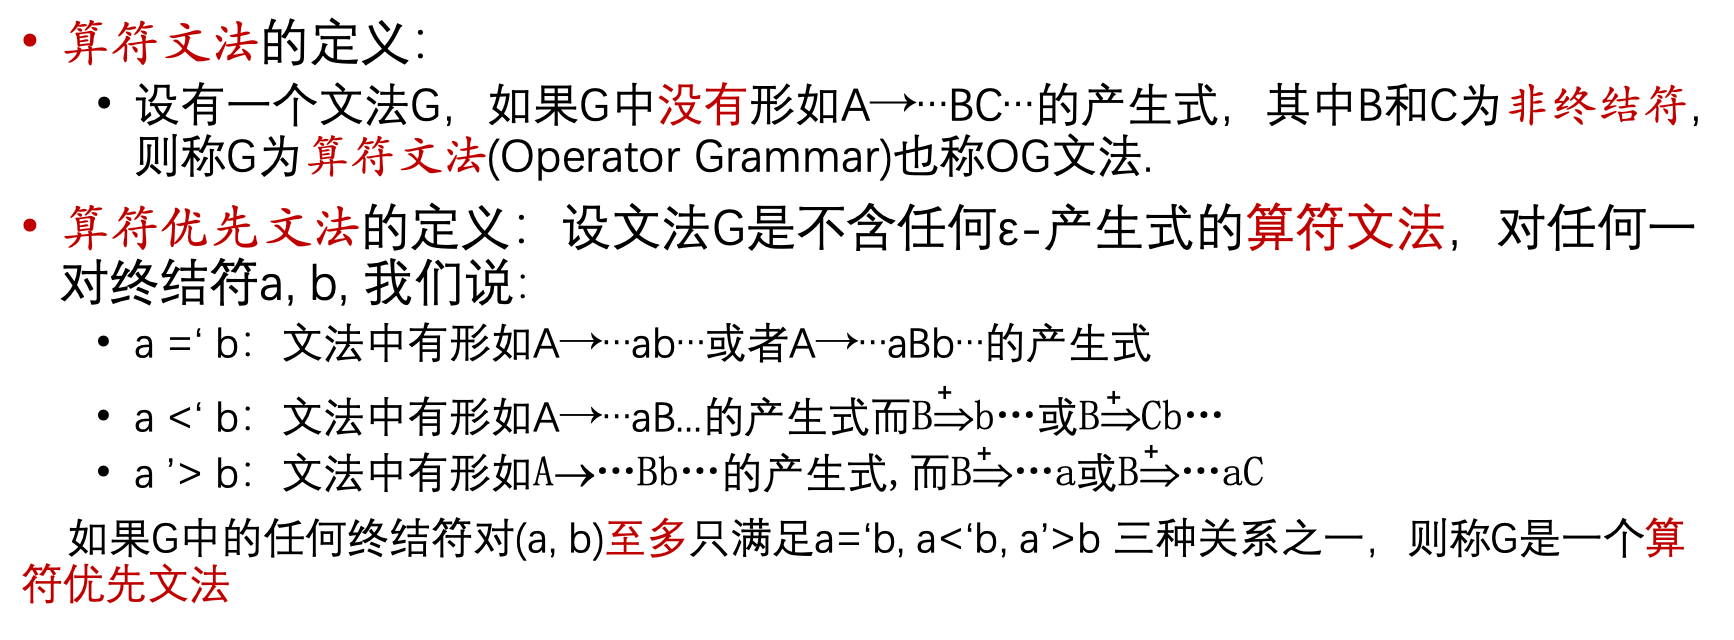 • 算符文法的定义：
• 设有一个文法G，如果G中没有形如A→…BC…的产生式，其中B和C为非终结符,
则称G为算符文法(Operator Grammar)也称OG文法.
• 算符优先文法的定义：设文法G是不含任何ε-产生式的算符文法，对任何一
对终结符a, b, 我们说：
• a =‘ b：文法中有形如A→…ab…或者A→…aBb…的产生式
• a <‘ b：文法中有形如A→…aB...的产生式而B⇒⁺b…或B⇒⁺Cb…
• a ’> b：文法中有形如A→…Bb…的产生式, 而B⇒⁺…a或B⇒⁺…aC
如果G中的任何终结符对(a, b)至多只满足a=‘b, a<‘b, a’>b 三种关系之一，则称G是一个算
符优先文法